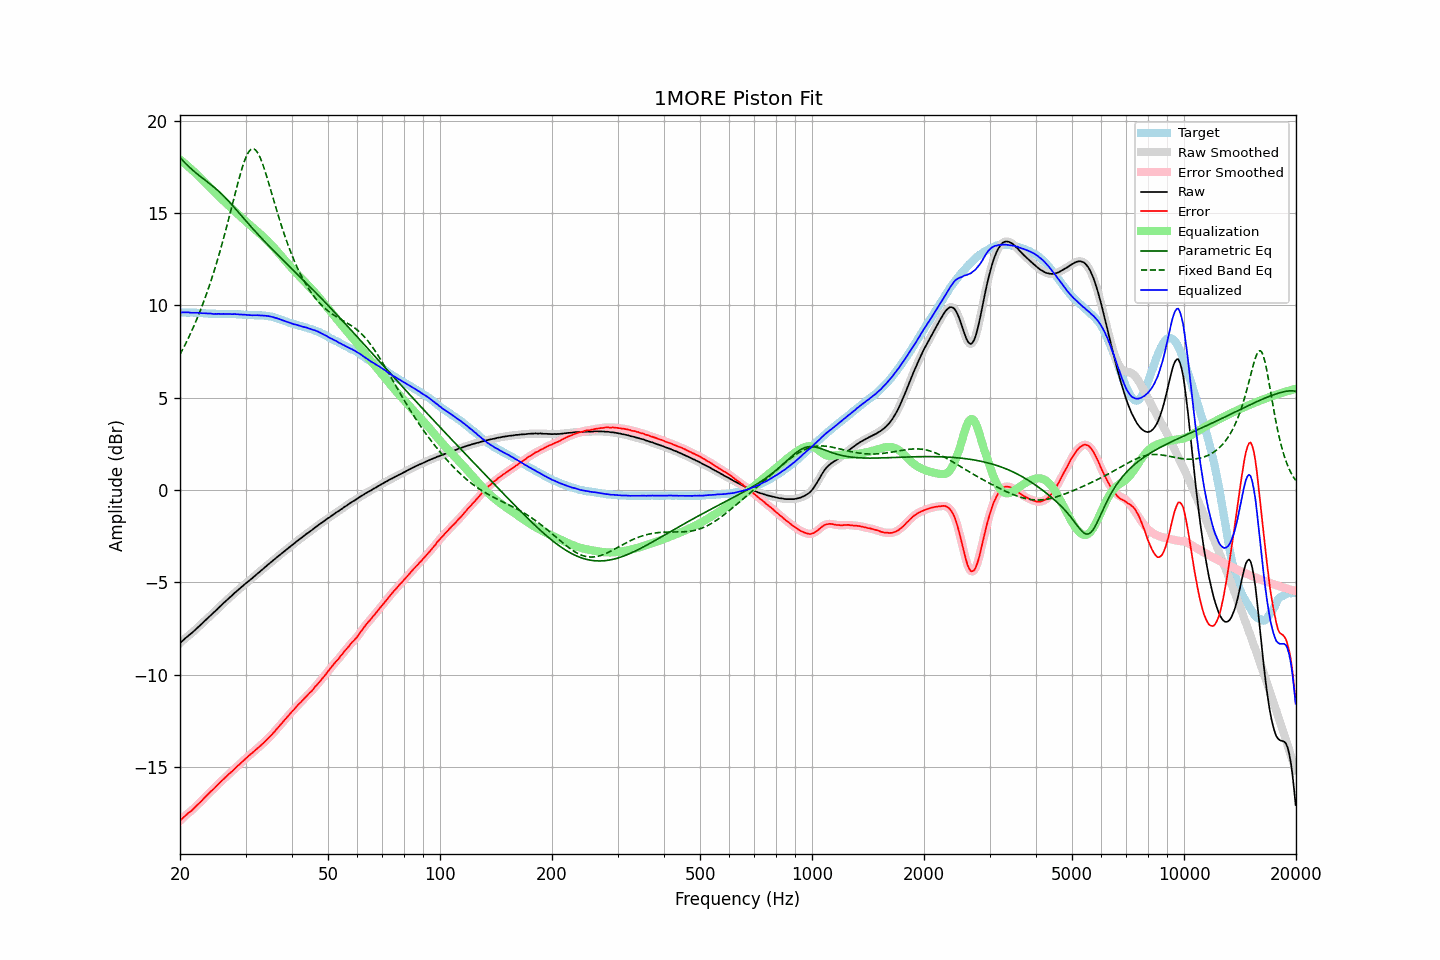 1MORE Piston Fit
20
15
10
5
0
−5
−10
−15
Amplitude (dBr)
Target
Raw Smoothed
Error Smoothed
Raw
Error
Equalization
Parametric Eq
Fixed Band Eq
Equalized
20 50 100 200 500 1000 2000 5000 10000 20000
Frequency (Hz)